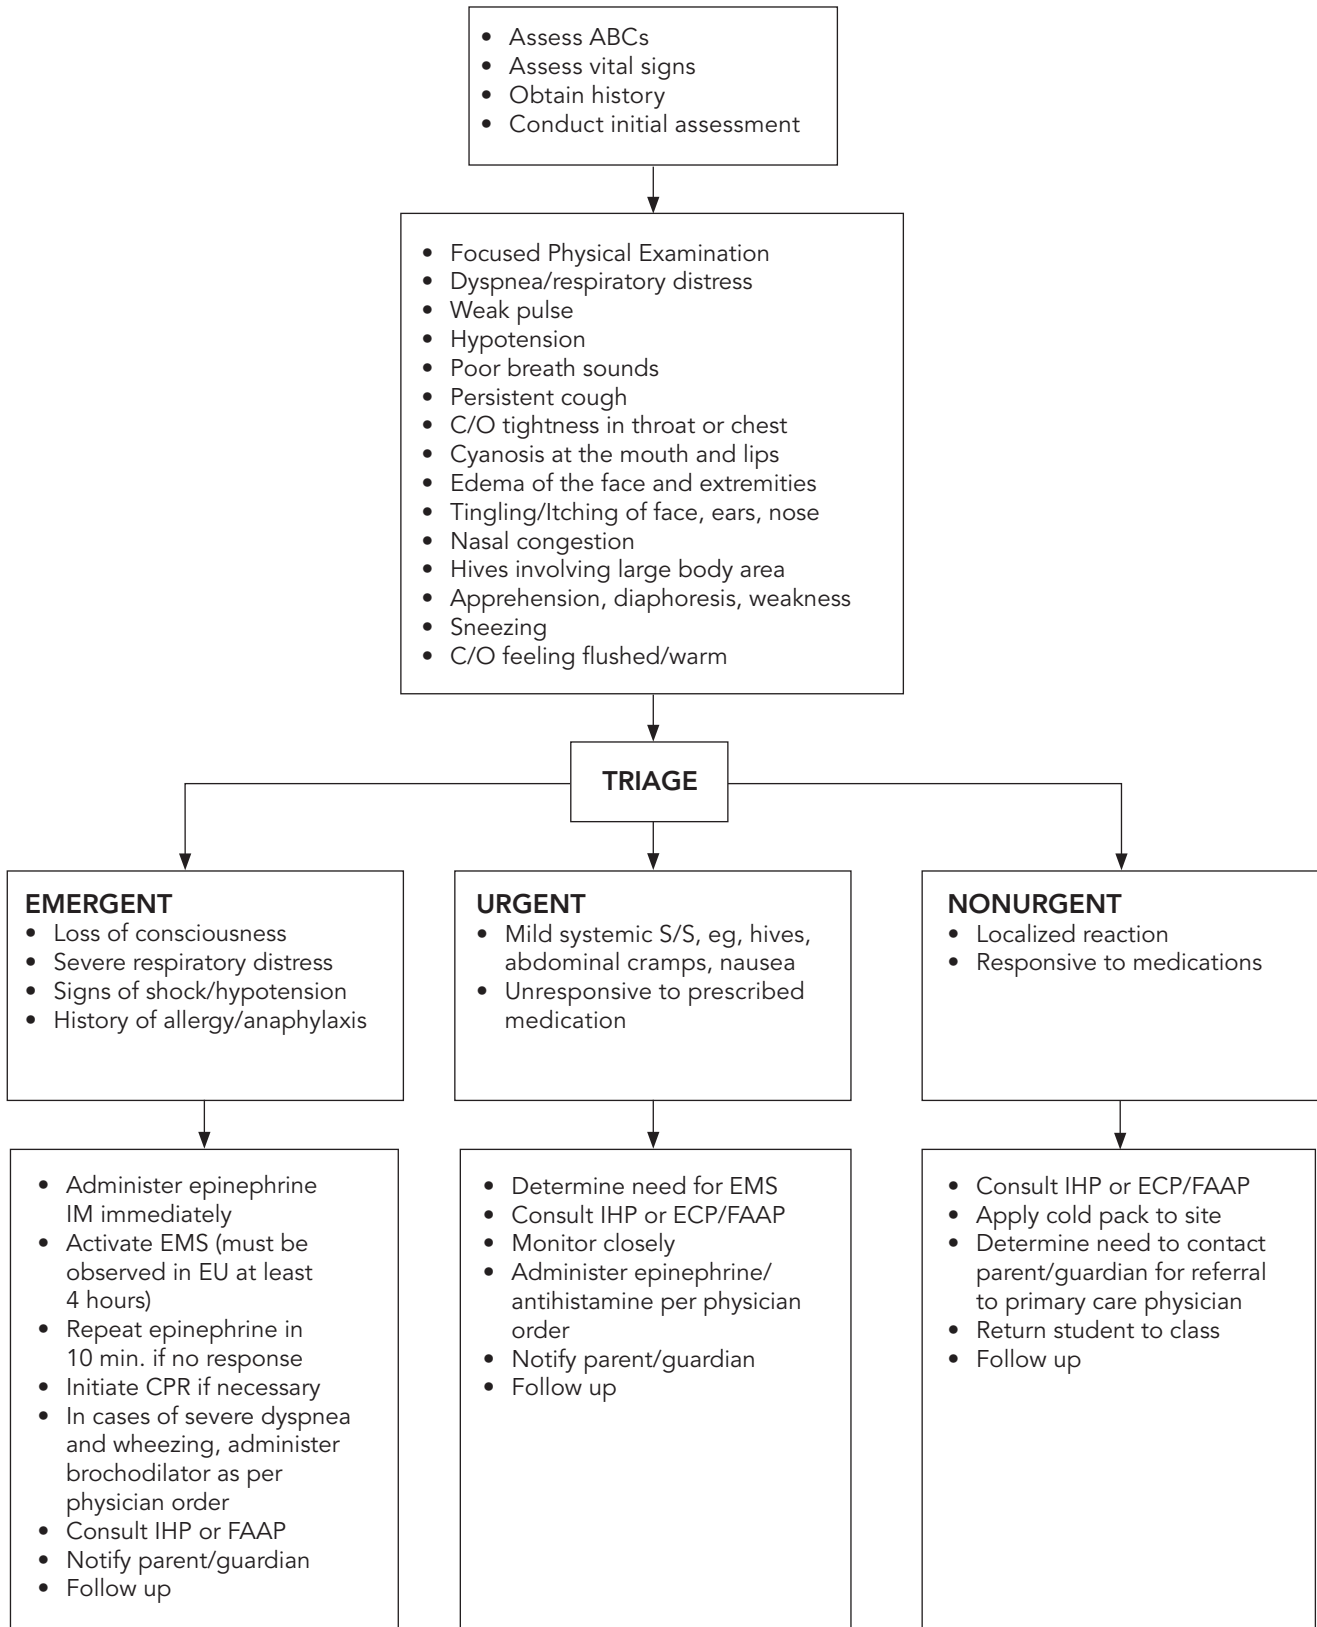 • Assess ABCs
• Assess vital signs
• Obtain history
• Conduct initial assessment
• Focused Physical Examination
• Dyspnea/respiratory distress
• Weak pulse
• Hypotension
• Poor breath sounds
• Persistent cough
• C/O tightness in throat or chest
• Cyanosis at the mouth and lips
• Edema of the face and extremities
• Tingling/Itching of face, ears, nose
• Nasal congestion
• Hives involving large body area
• Apprehension, diaphoresis, weakness
• Sneezing
• C/O feeling flushed/warm
TRIAGE
EMERGENT
• Loss of consciousness
• Severe respiratory distress
• Signs of shock/hypotension
• History of allergy/anaphylaxis
URGENT
• Mild systemic S/S, eg, hives,
abdominal cramps, nausea
• Unresponsive to prescribed
medication
NONURGENT
• Localized reaction
• Responsive to medications
• Administer epinephrine
IM immediately
• Activate EMS (must be
observed in EU at least
4 hours)
• Repeat epinephrine in
10 min. if no response
• Initiate CPR if necessary
• In cases of severe dyspnea
and wheezing, administer
brochodilator as per
physician order
• Consult IHP or FAAP
• Notify parent/guardian
• Follow up
• Determine need for EMS
• Consult IHP or ECP/FAAP
• Monitor closely
• Administer epinephrine/
antihistamine per physician
order
• Notify parent/guardian
• Follow up
• Consult IHP or ECP/FAAP
• Apply cold pack to site
• Determine need to contact
parent/guardian for referral
to primary care physician
• Return student to class
• Follow up